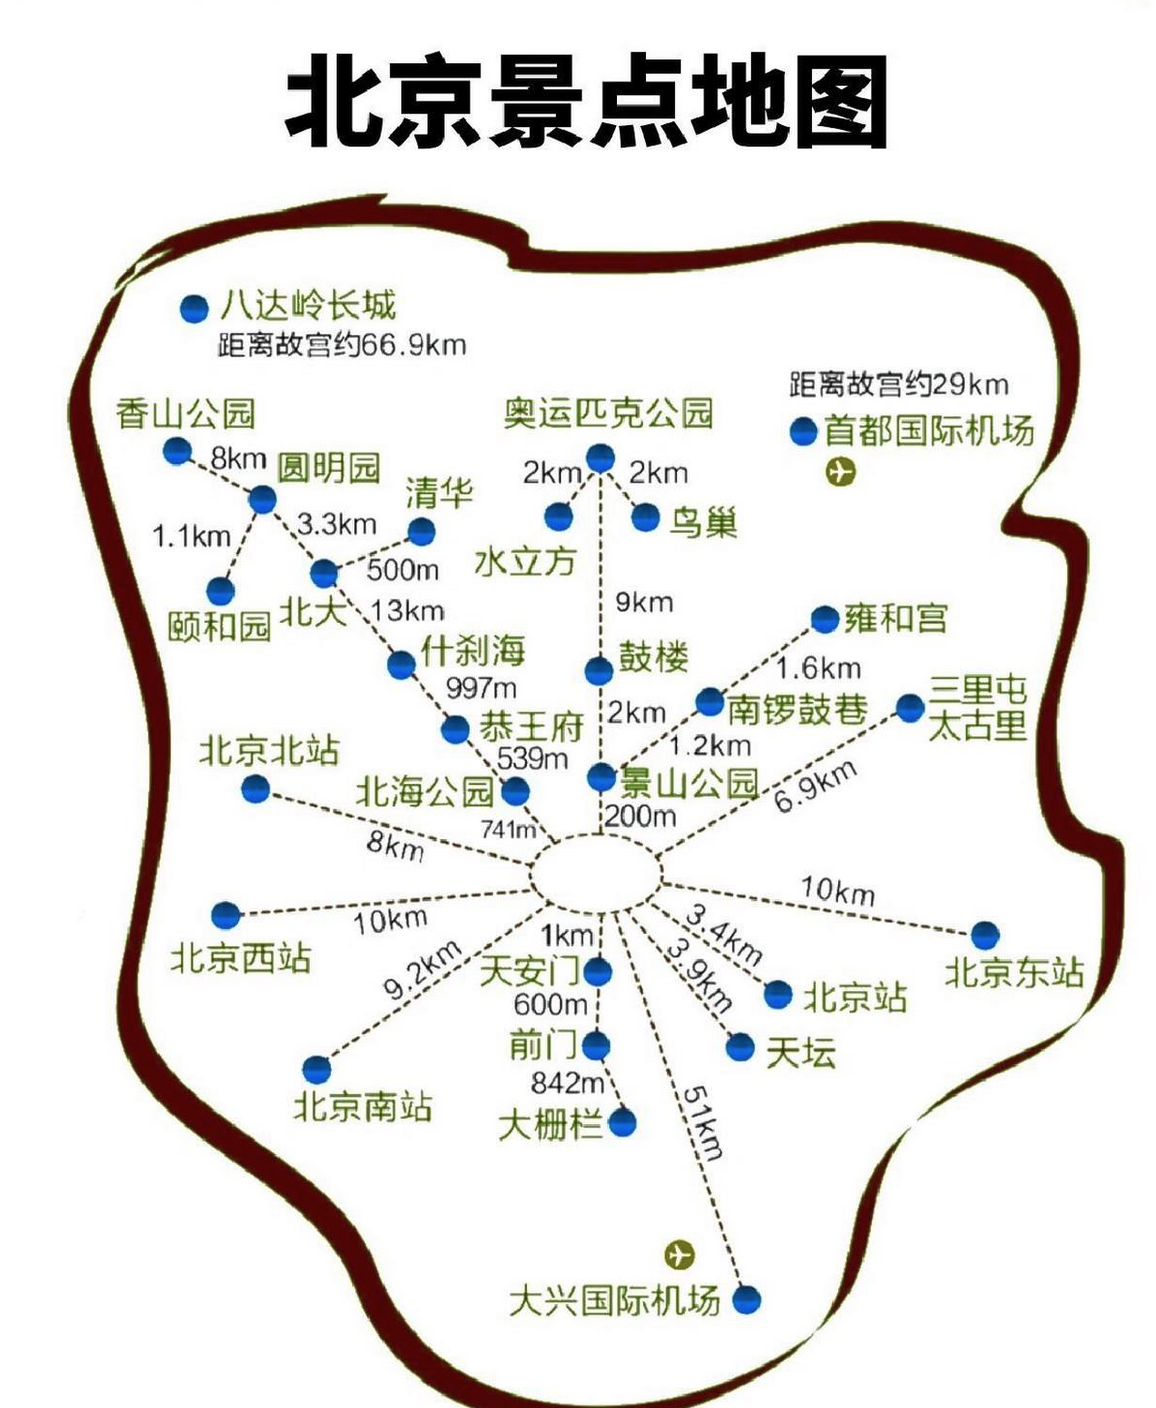 北京景点地图
八达岭长城
距离故宫约66.9km
距离故宫约29km
首都国际机场
香山公园
8km
圆明园
清华
1.1km
3.3km
500m
颐和园
北大
13km
奥运匹克公园
2km
2km
水立方
鸟巢
9km
什刹海
997m
鼓楼
雍和宫
1.6km
恭王府
539m
2km
南锣鼓巷
1.2km
三里屯
太古里
北京北站
北海公园
景山公园
6.9km
741m
200m
8km
10km
北京西站
9.2km
北京南站
1km
天安门
600m
前门
842m
大栅栏
3.4km
3.9km
10km
北京东站
北京站
天坛
51km
大兴国际机场